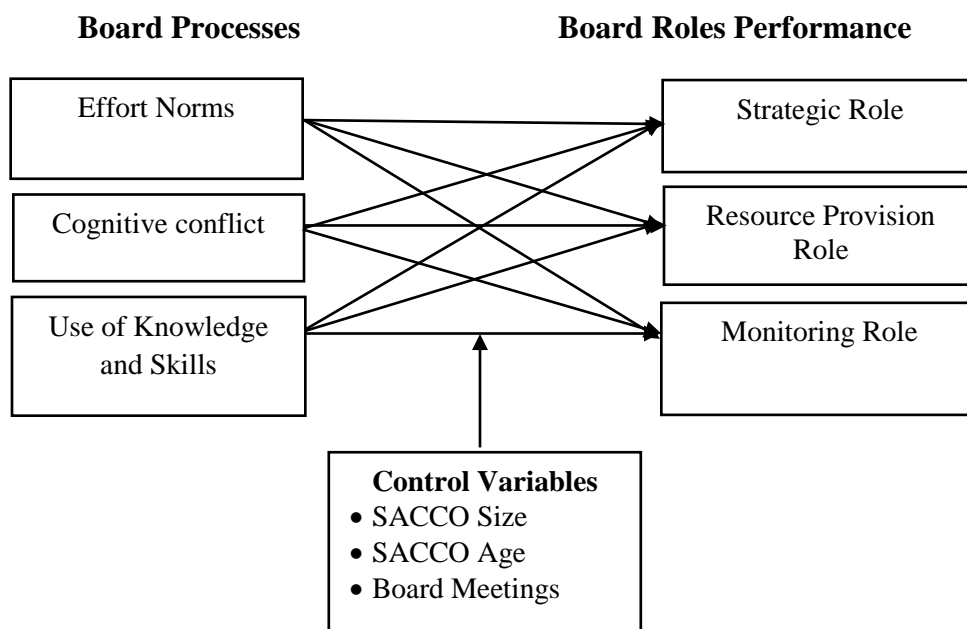 Board Processes
Board Roles Performance
Effort Norms
Strategic Role
Cognitive conflict
Resource Provision
Role
Use of Knowledge
and Skills
Monitoring Role
Control Variables
• SACCO Size
• SACCO Age
• Board Meetings